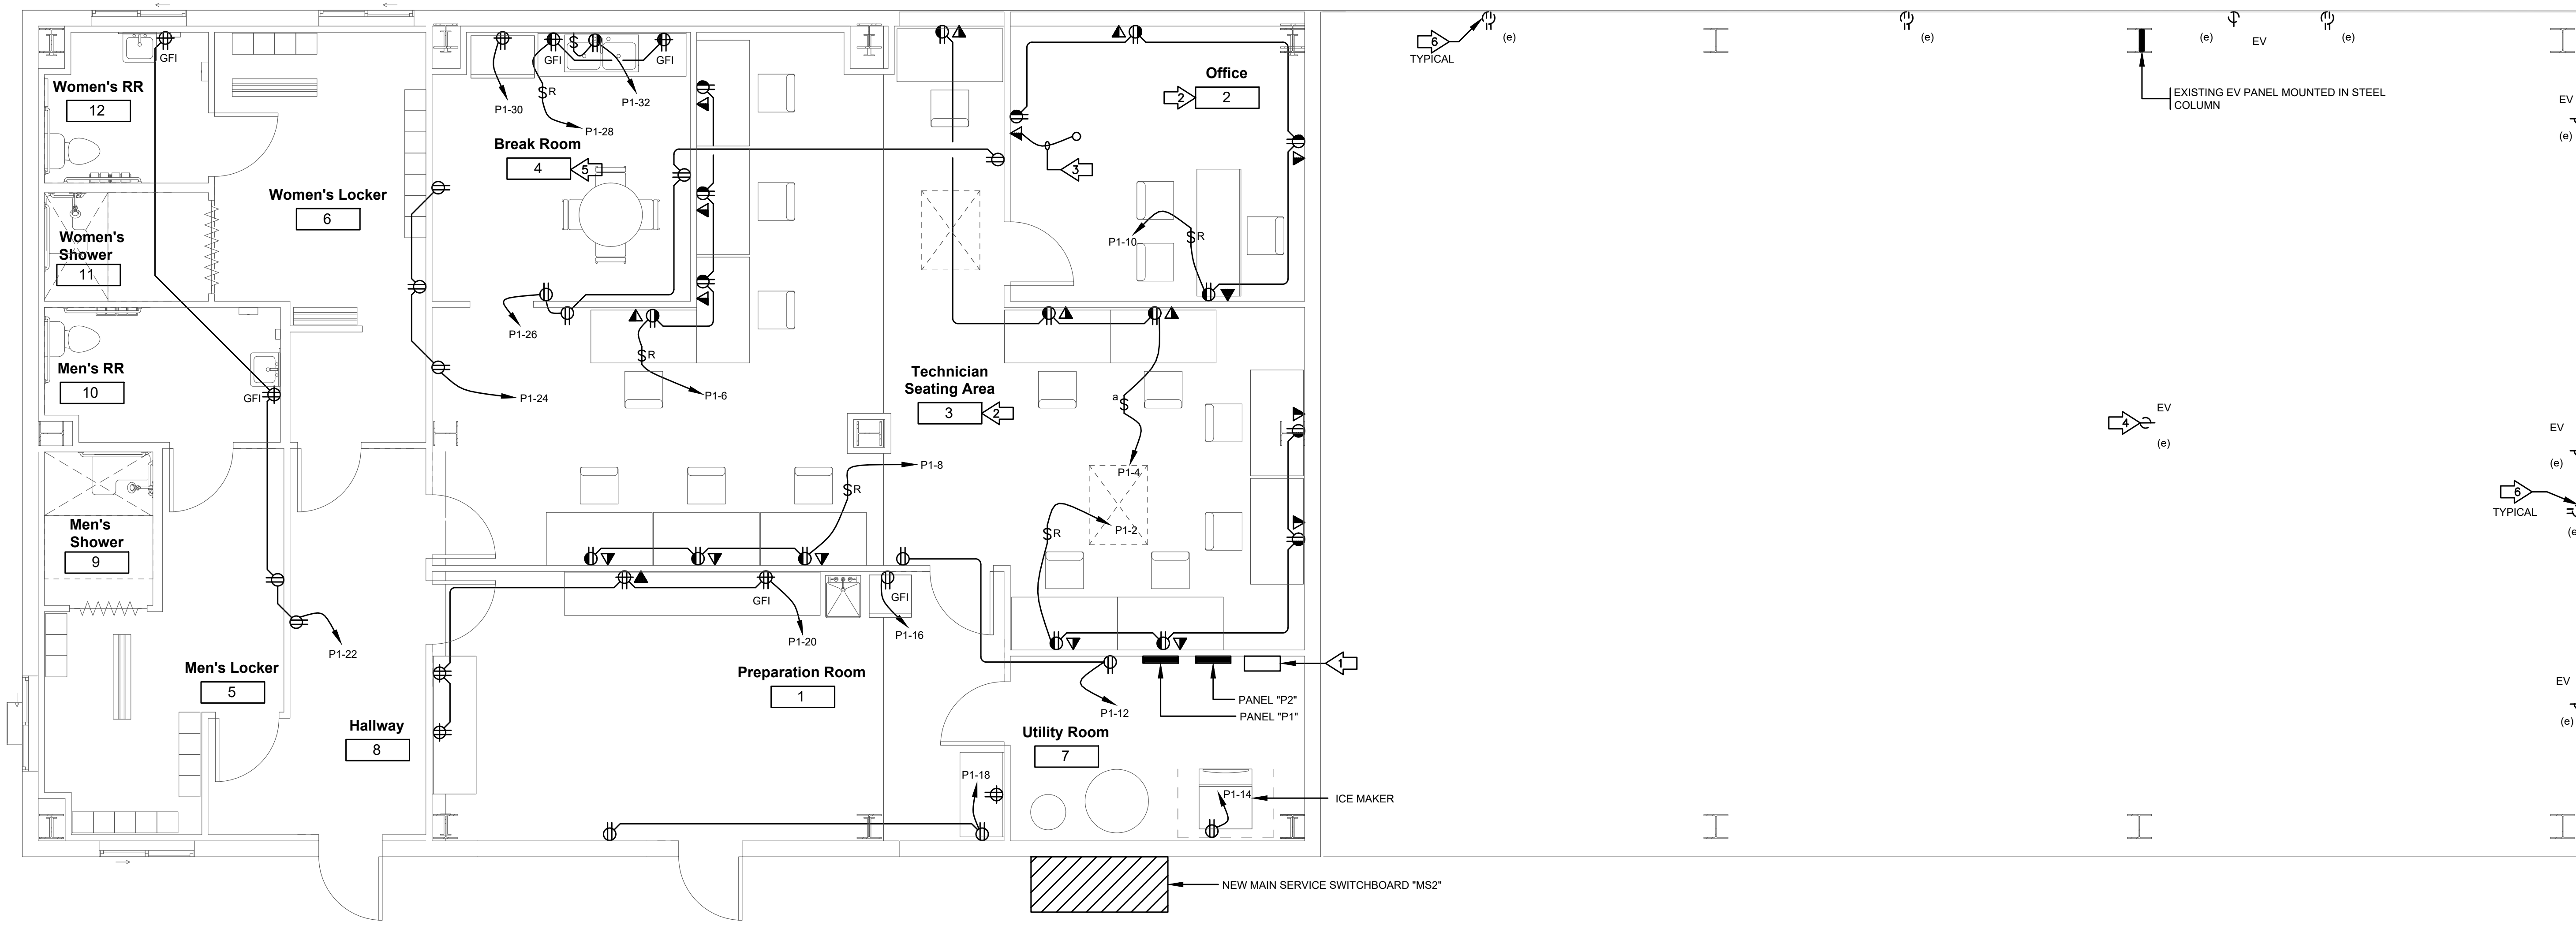 GFI
Women's RR
12
Women's Locker
6
Women's
Shower
11
Men's RR
10
GFI
Men's
Shower
9
Men's Locker
5
P1-22
Hallway
8
GFI
GFI
$
P1-30
$R
P1-32
P1-28
Break Room
4
5
P1-26
$R
P1-6
P1-24
Office
2
2
3
P1-10
$R
Technician
Seating Area
3
2
a$
P1-4
P1-8
$R
$R
P1-2
GFI
P1-20
GFI
P1-16
Preparation Room
1
P1-18
1
P1-12
PANEL "P2"
PANEL "P1"
Utility Room
7
P1-14
ICE MAKER
NEW MAIN SERVICE SWITCHBOARD "MS2"
6
TYPICAL
(e)
(e)
(e)
EV
(e)
EXISTING EV PANEL MOUNTED IN STEEL
COLUMN
EV
(e)
EV
4
(e)
EV
(e)
6
TYPICAL
(e
EV
(e)